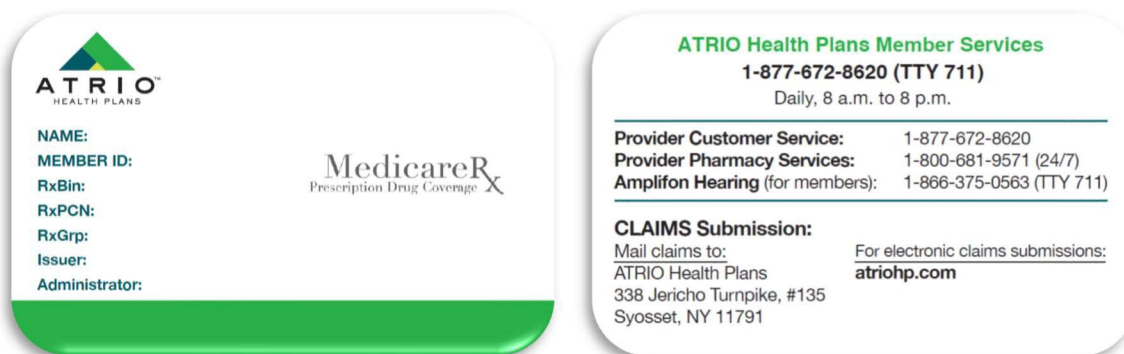 ATRIO™
HEALTH PLANS
NAME:
MEMBER ID:
RxBin:
RxPCN:
RxGrp:
Issuer:
Administrator:
MedicareRx
Prescription Drug Coverage
ATRIO Health Plans Member Services
1-877-672-8620 (TTY 711)
Daily, 8 a.m. to 8 p.m.
Provider Customer Service: 1-877-672-8620
Provider Pharmacy Services: 1-800-681-9571 (24/7)
Amplifon Hearing (for members): 1-866-375-0563 (TTY 711)
CLAIMS Submission:
Mail claims to:
ATRIO Health Plans
338 Jericho Turnpike, #135
Syosset, NY 11791
For electronic claims submissions:
atriohp.com